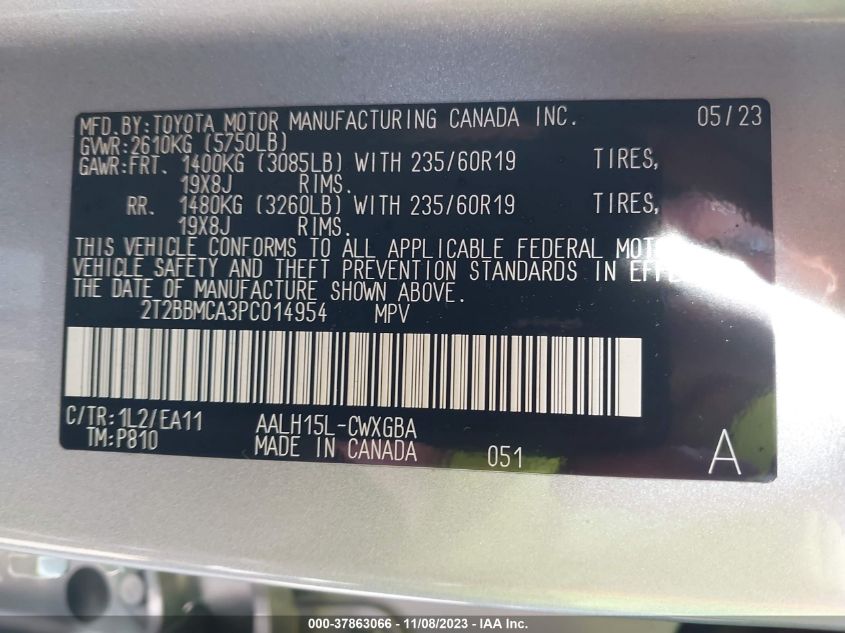 MFD.BY:TOYOTA MOTOR MANUFACTURING CANADA INC. 05/23
GVWR:2610KG (5750LB)
GAWR:FRT. 1400KG (3085LB) WITH 235/60R19 TIRES,
19X8J RIMS.
RR. 1480KG (3260LB) WITH 235/60R19 TIRES,
19X8J RIMS.
THIS VEHICLE CONFORMS TO ALL APPLICABLE FEDERAL
VEHICLE SAFETY AND THEFT PREVENTION STANDARDS IN
THE DATE OF MANUFACTURE SHOWN ABOVE.
2T2BBMCA3PC014954 MPV
C/TR:1L2/EA11 AALH15L-CWXGBA
TM:P810 MADE IN CANADA 051 A
000-37863066 - 11/08/2023 - IAA Inc.